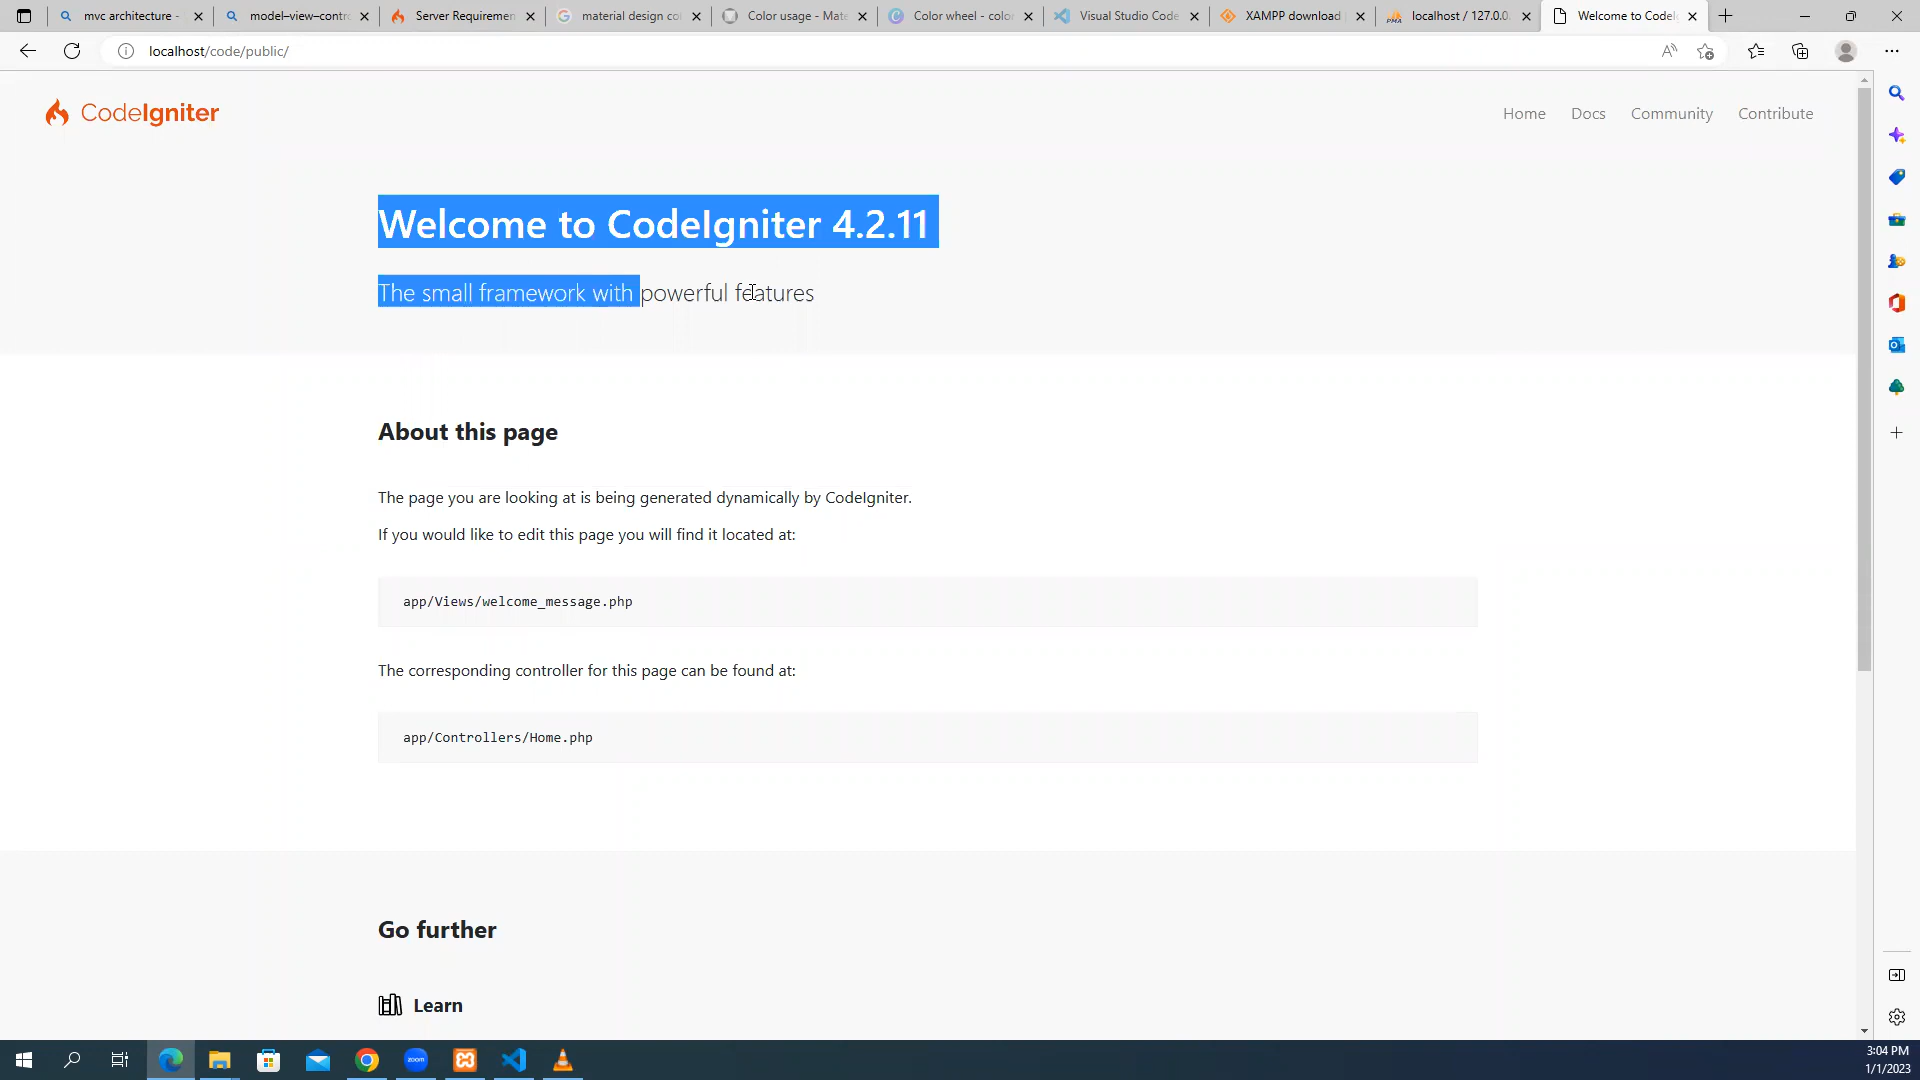 mvc architecture -
model–view–contro
Server Requiremen
material design col
Color usage - Mate
Color wheel - color
Visual Studio Code
XAMPP download
localhost / 127.0.0.
Welcome to CodeIg
localhost/code/public/
CodeIgniter
Home
Docs
Community
Contribute
Welcome to CodeIgniter 4.2.11
The small framework with powerful features
About this page
The page you are looking at is being generated dynamically by CodeIgniter.
If you would like to edit this page you will find it located at:
app/Views/welcome_message.php
The corresponding controller for this page can be found at:
app/Controllers/Home.php
Go further
Learn
zoom
3:04 PM
1/1/2023